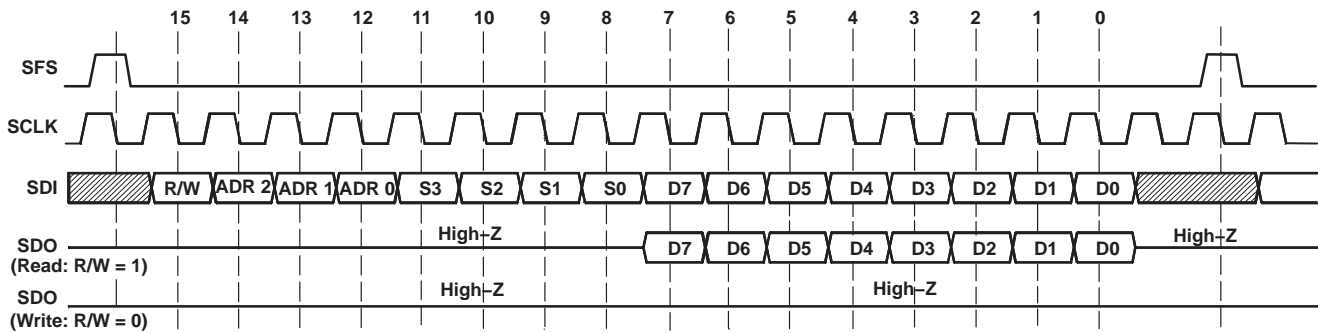 15 14 13 12 11 10 9 8 7 6 5 4 3 2 1 0
SFS
SCLK
SDI R/W ADR 2 ADR 1 ADR 0 S3 S2 S1 S0 D7 D6 D5 D4 D3 D2 D1 D0
High–Z High–Z
SDO D7 D6 D5 D4 D3 D2 D1 D0
(Read: R/W = 1)
High–Z High–Z
SDO
(Write: R/W = 0)